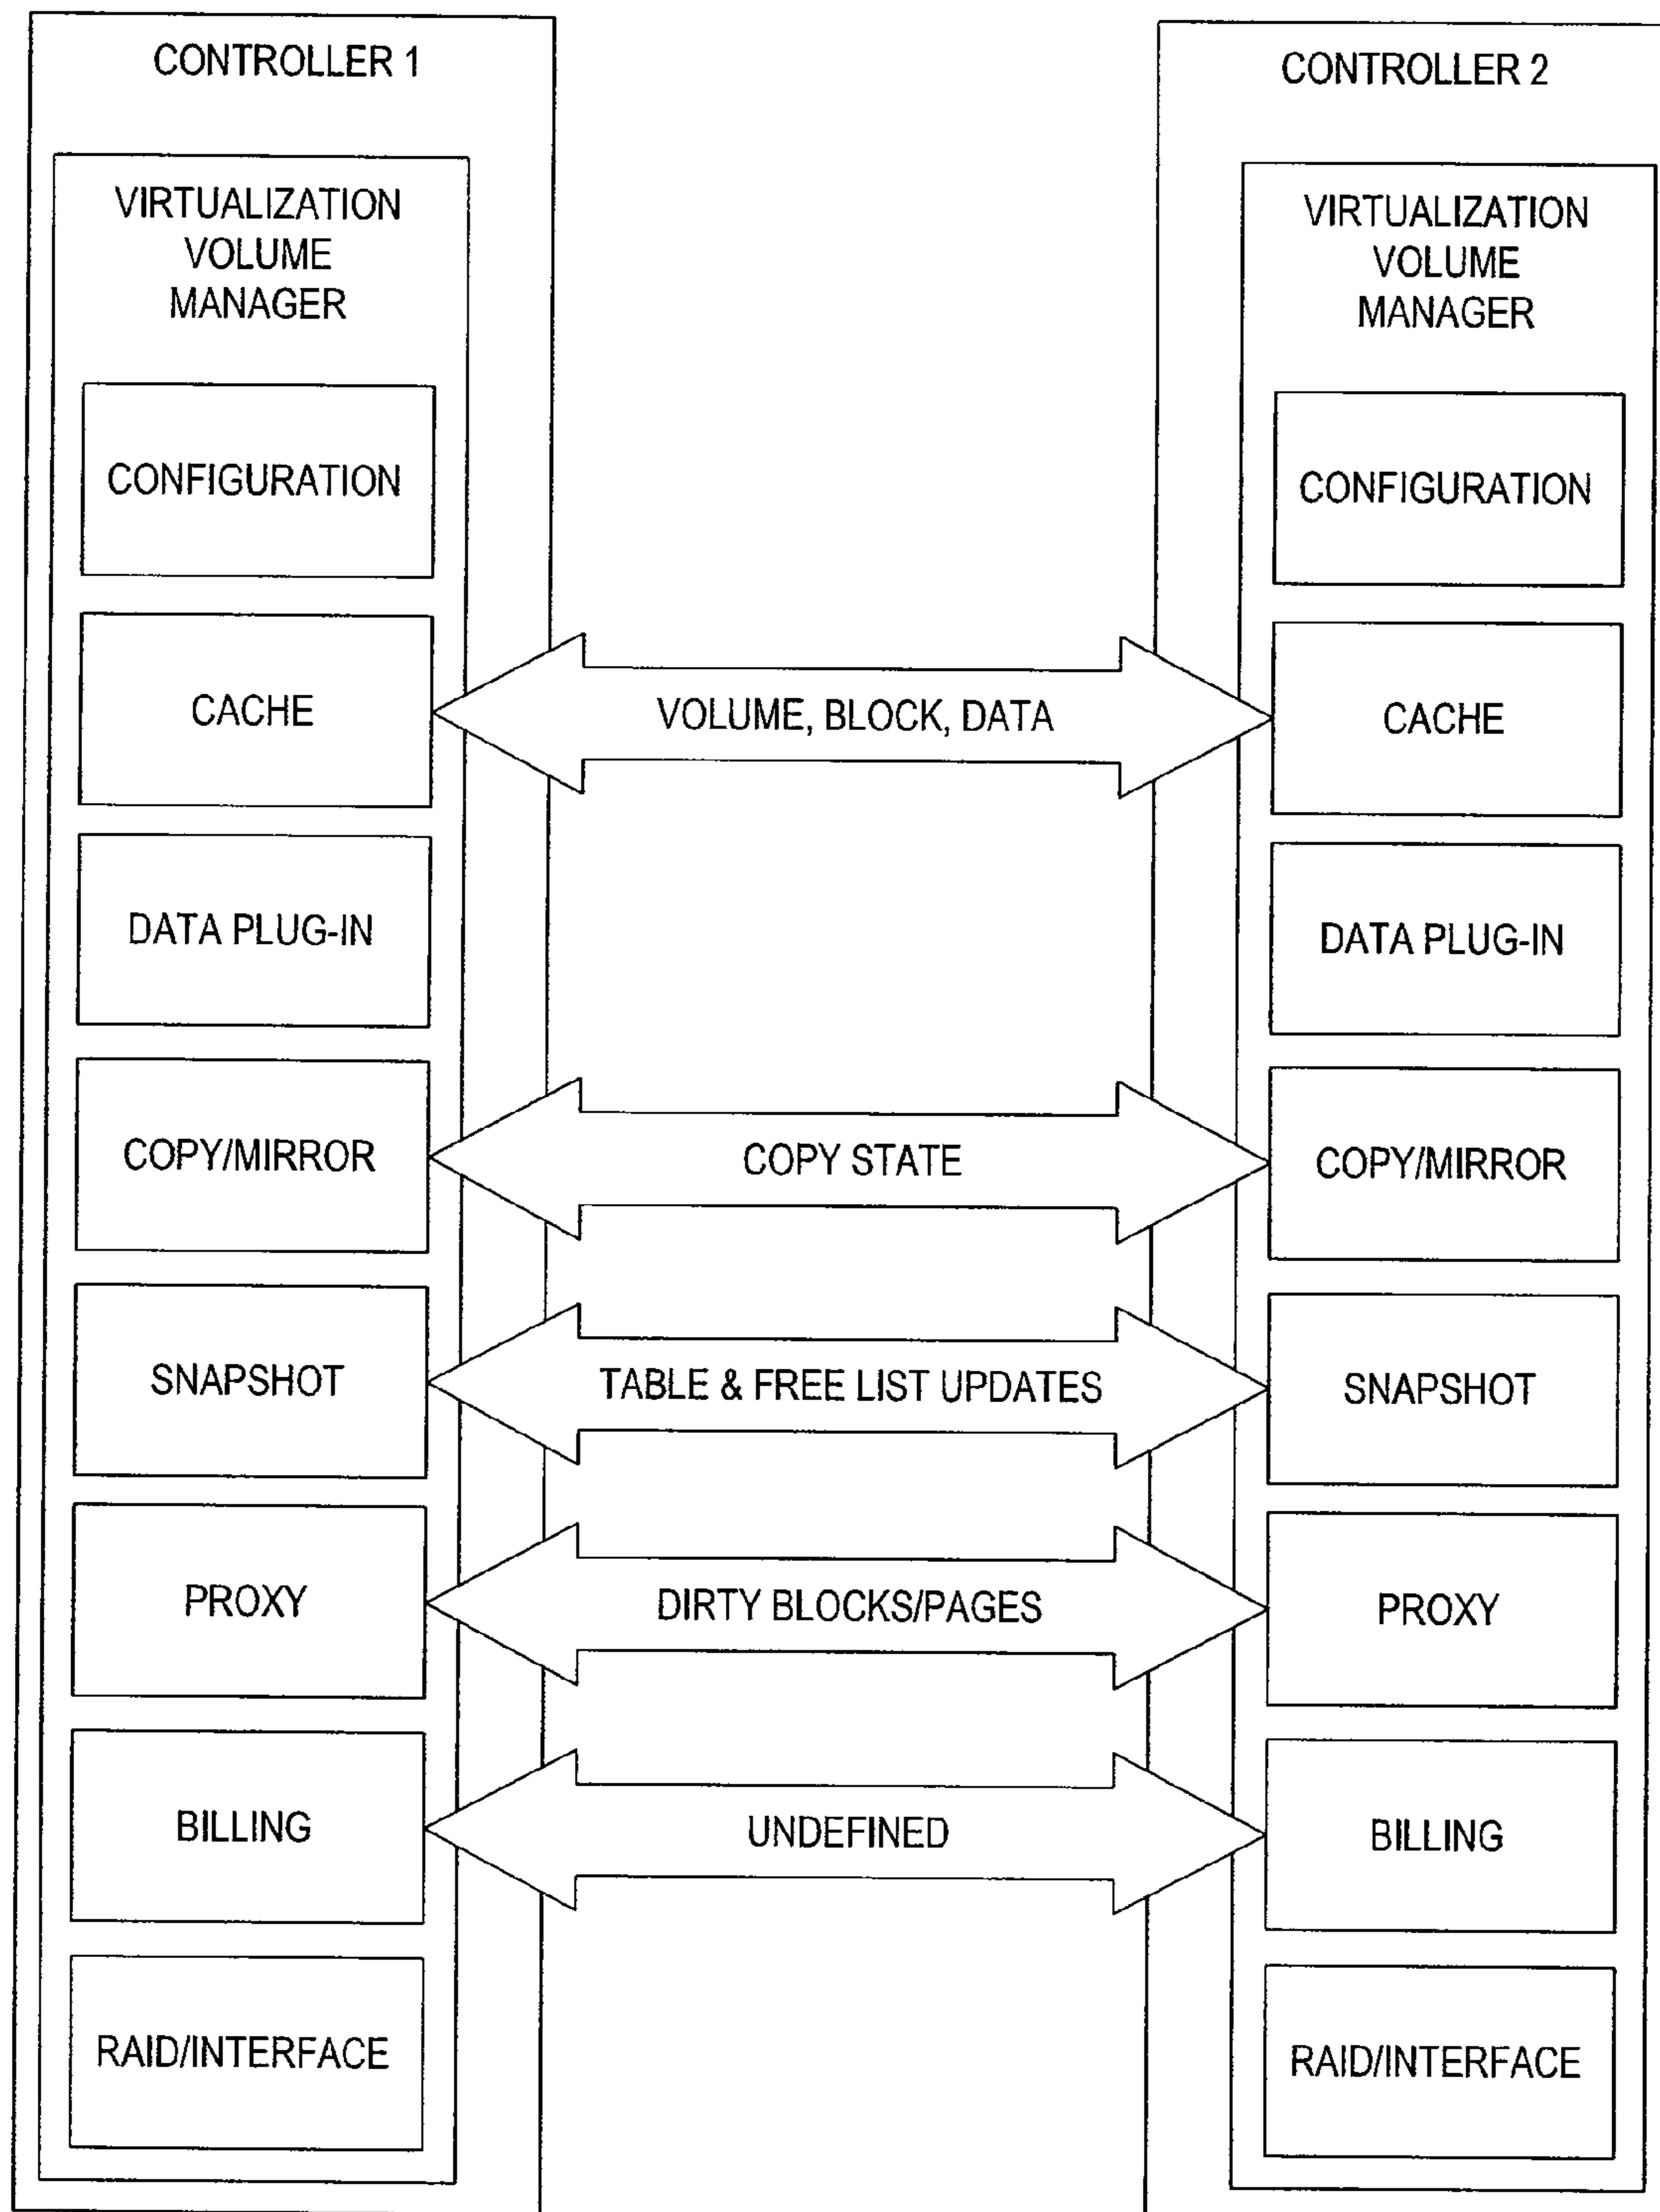 CONTROLLER 1
VIRTUALIZATION
VOLUME
MANAGER
CONFIGURATION
CACHE
DATA PLUG-IN
COPY/MIRROR
SNAPSHOT
PROXY
BILLING
RAID/INTERFACE
VOLUME, BLOCK, DATA
COPY STATE
TABLE & FREE LIST UPDATES
DIRTY BLOCKS/PAGES
UNDEFINED
CONTROLLER 2
VIRTUALIZATION
VOLUME
MANAGER
CONFIGURATION
CACHE
DATA PLUG-IN
COPY/MIRROR
SNAPSHOT
PROXY
BILLING
RAID/INTERFACE